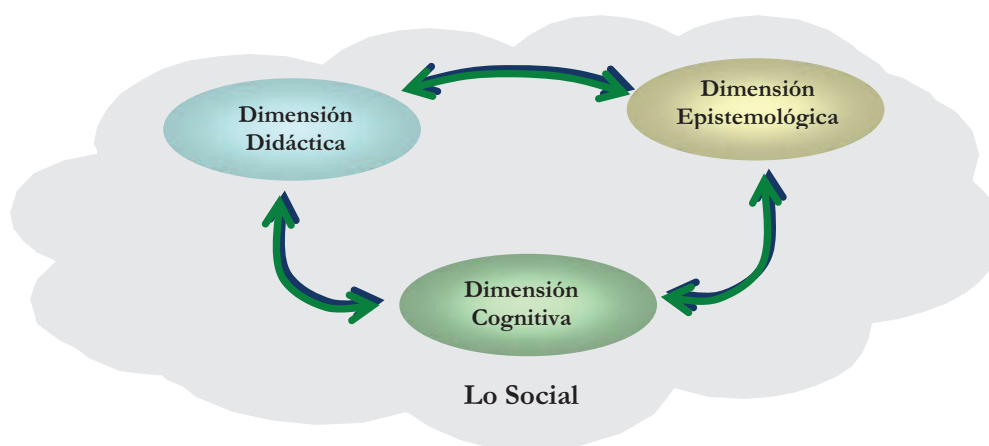 Dimensión
Didáctica
Dimensión
Epistemológica
Dimensión
Cognitiva
Lo Social